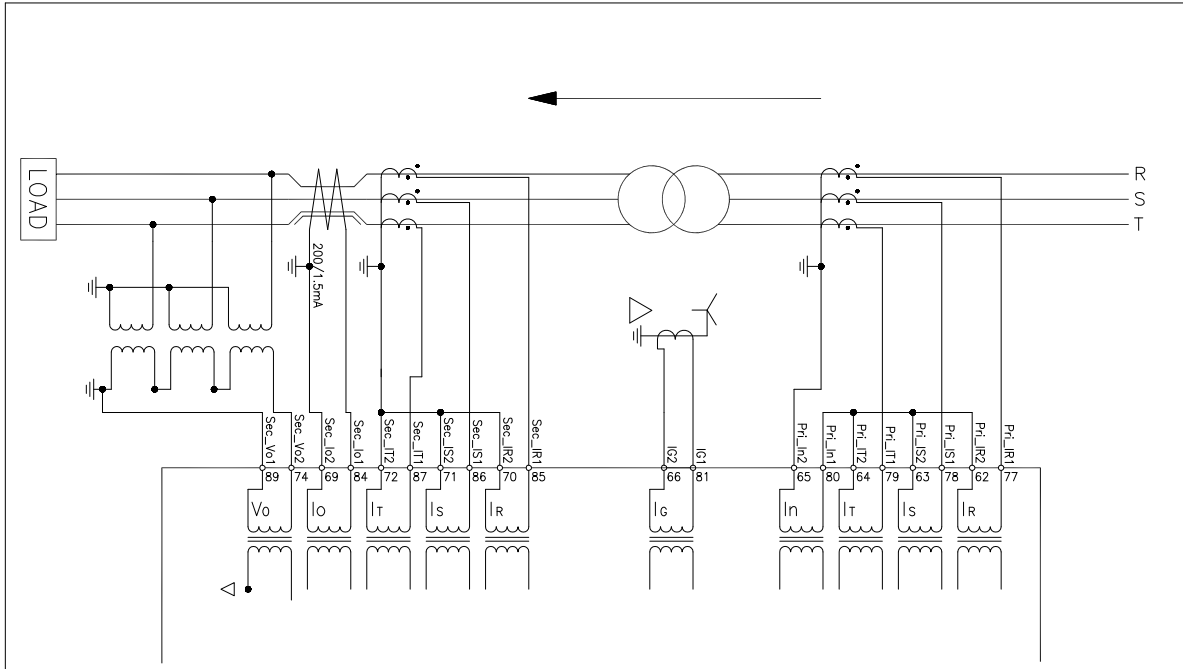 R
S
T
LOAD
200/1.5mA
Sec_Vo1
Sec_Vo2
Sec_Io2
Sec_Io1
Sec_IT2
Sec_IT1
Sec_IS2
Sec_IS1
Sec_IR2
Sec_IR1
IG2
IG1
Pri_In2
Pri_In1
Pri_IT2
Pri_IT1
Pri_IS2
Pri_IS1
Pri_IR2
Pri_IR1
89 74 69 84 72 87 71 86 70 85 66 81 65 80 64 79 63 78 62 77
Vo Io IT IS IR IG In IT IS IR